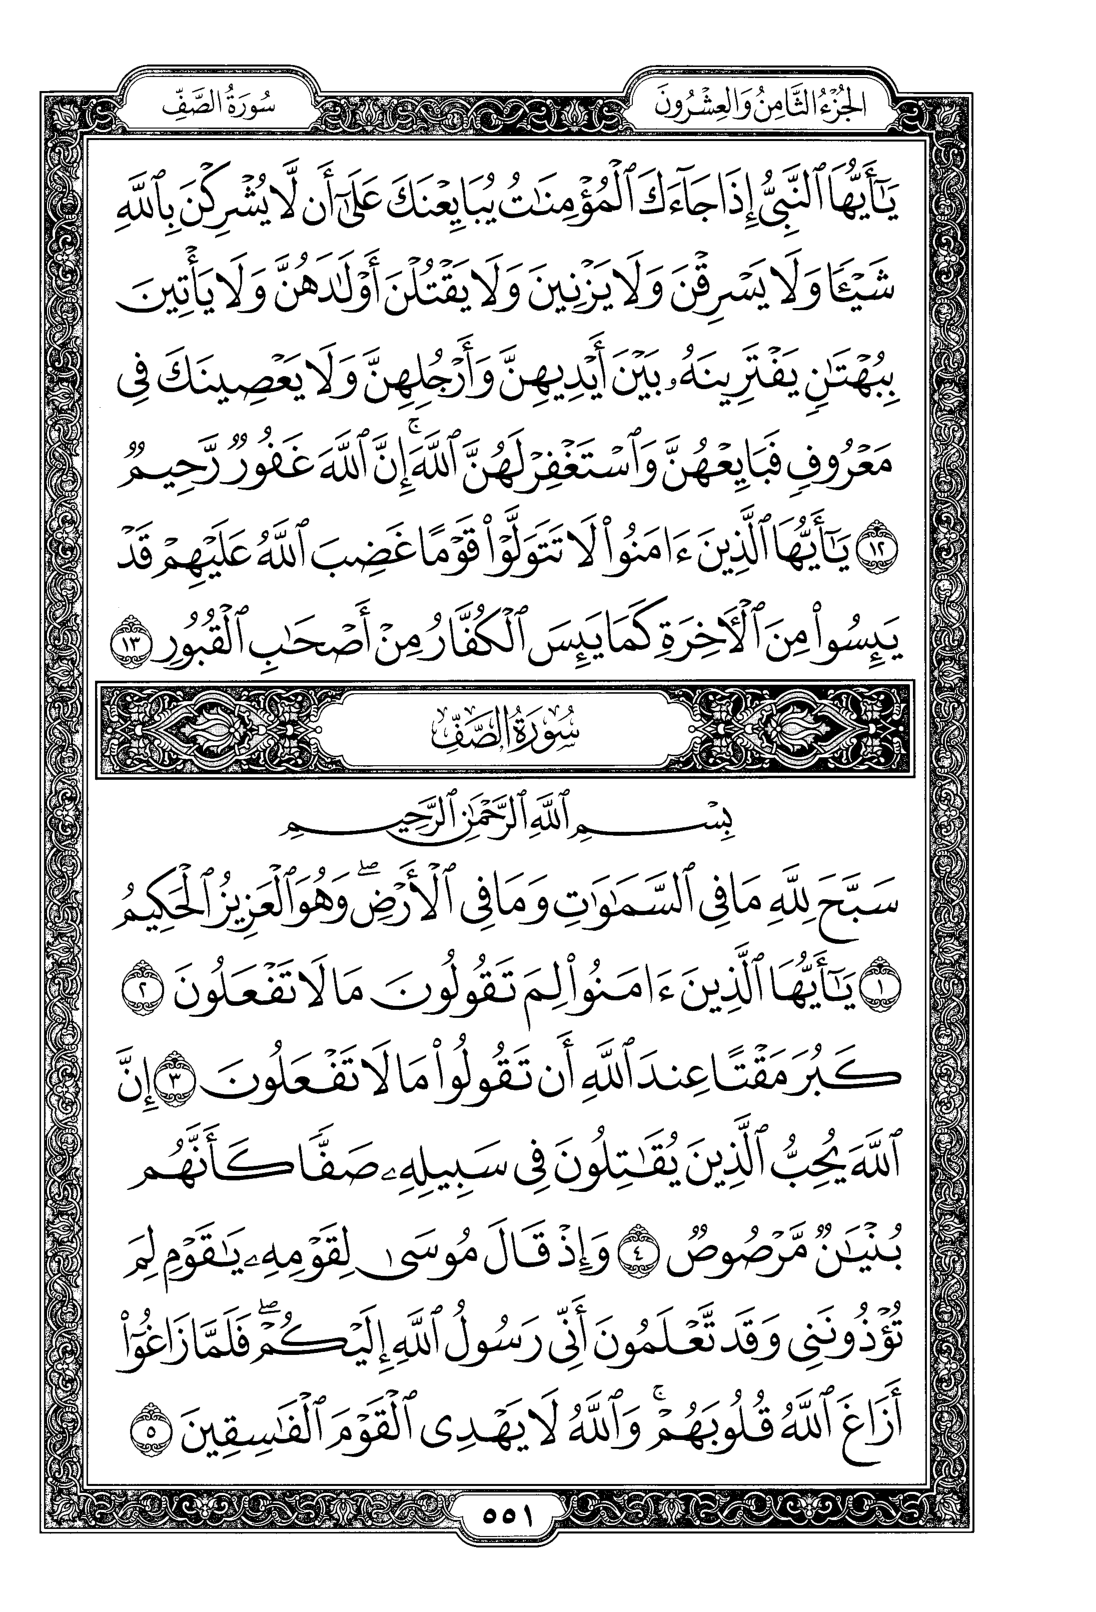 الجُزْءُ الثَّامِنُ وَالعِشْرُونَ
سُورَةُ الصَّفِّ
يَـٰٓأَيُّهَا ٱلنَّبِىُّ إِذَا جَآءَكَ ٱلْمُؤْمِنَـٰتُ يُبَايِعْنَكَ عَلَىٰٓ أَن لَّا يُشْرِكْنَ بِٱللَّهِ
شَيْـًٔا وَلَا يَسْرِقْنَ وَلَا يَزْنِينَ وَلَا يَقْتُلْنَ أَوْلَـٰدَهُنَّ وَلَا يَأْتِينَ
بِبُهْتَـٰنٍ يَفْتَرِينَهُۥ بَيْنَ أَيْدِيهِنَّ وَأَرْجُلِهِنَّ وَلَا يَعْصِينَكَ فِى
مَعْرُوفٍ فَبَايِعْهُنَّ وَٱسْتَغْفِرْ لَهُنَّ ٱللَّهَ ۚ إِنَّ ٱللَّهَ غَفُورٌ رَّحِيمٌ
١٢ يَـٰٓأَيُّهَا ٱلَّذِينَ ءَامَنُوا۟ لَا تَتَوَلَّوْا۟ قَوْمًا غَضِبَ ٱللَّهُ عَلَيْهِمْ قَدْ
يَئِسُوا۟ مِنَ ٱلْـَٔاخِرَةِ كَمَا يَئِسَ ٱلْكُفَّارُ مِنْ أَصْحَـٰبِ ٱلْقُبُورِ ١٣
سُورَةُ الصَّفِّ
بِسْمِ ٱللَّهِ ٱلرَّحْمَـٰنِ ٱلرَّحِيمِ
سَبَّحَ لِلَّهِ مَا فِى ٱلسَّمَـٰوَٰتِ وَمَا فِى ٱلْأَرْضِ ۖ وَهُوَ ٱلْعَزِيزُ ٱلْحَكِيمُ
١ يَـٰٓأَيُّهَا ٱلَّذِينَ ءَامَنُوا۟ لِمَ تَقُولُونَ مَا لَا تَفْعَلُونَ ٢
كَبُرَ مَقْتًا عِندَ ٱللَّهِ أَن تَقُولُوا۟ مَا لَا تَفْعَلُونَ ٣ إِنَّ
ٱللَّهَ يُحِبُّ ٱلَّذِينَ يُقَـٰتِلُونَ فِى سَبِيلِهِۦ صَفًّا كَأَنَّهُم
بُنْيَـٰنٌ مَّرْصُوصٌ ٤ وَإِذْ قَالَ مُوسَىٰ لِقَوْمِهِۦ يَـٰقَوْمِ لِمَ
تُؤْذُونَنِى وَقَد تَّعْلَمُونَ أَنِّى رَسُولُ ٱللَّهِ إِلَيْكُمْ ۖ فَلَمَّا زَاغُوٓا۟
أَزَاغَ ٱللَّهُ قُلُوبَهُمْ ۚ وَٱللَّهُ لَا يَهْدِى ٱلْقَوْمَ ٱلْفَـٰسِقِينَ ٥
٥٥١